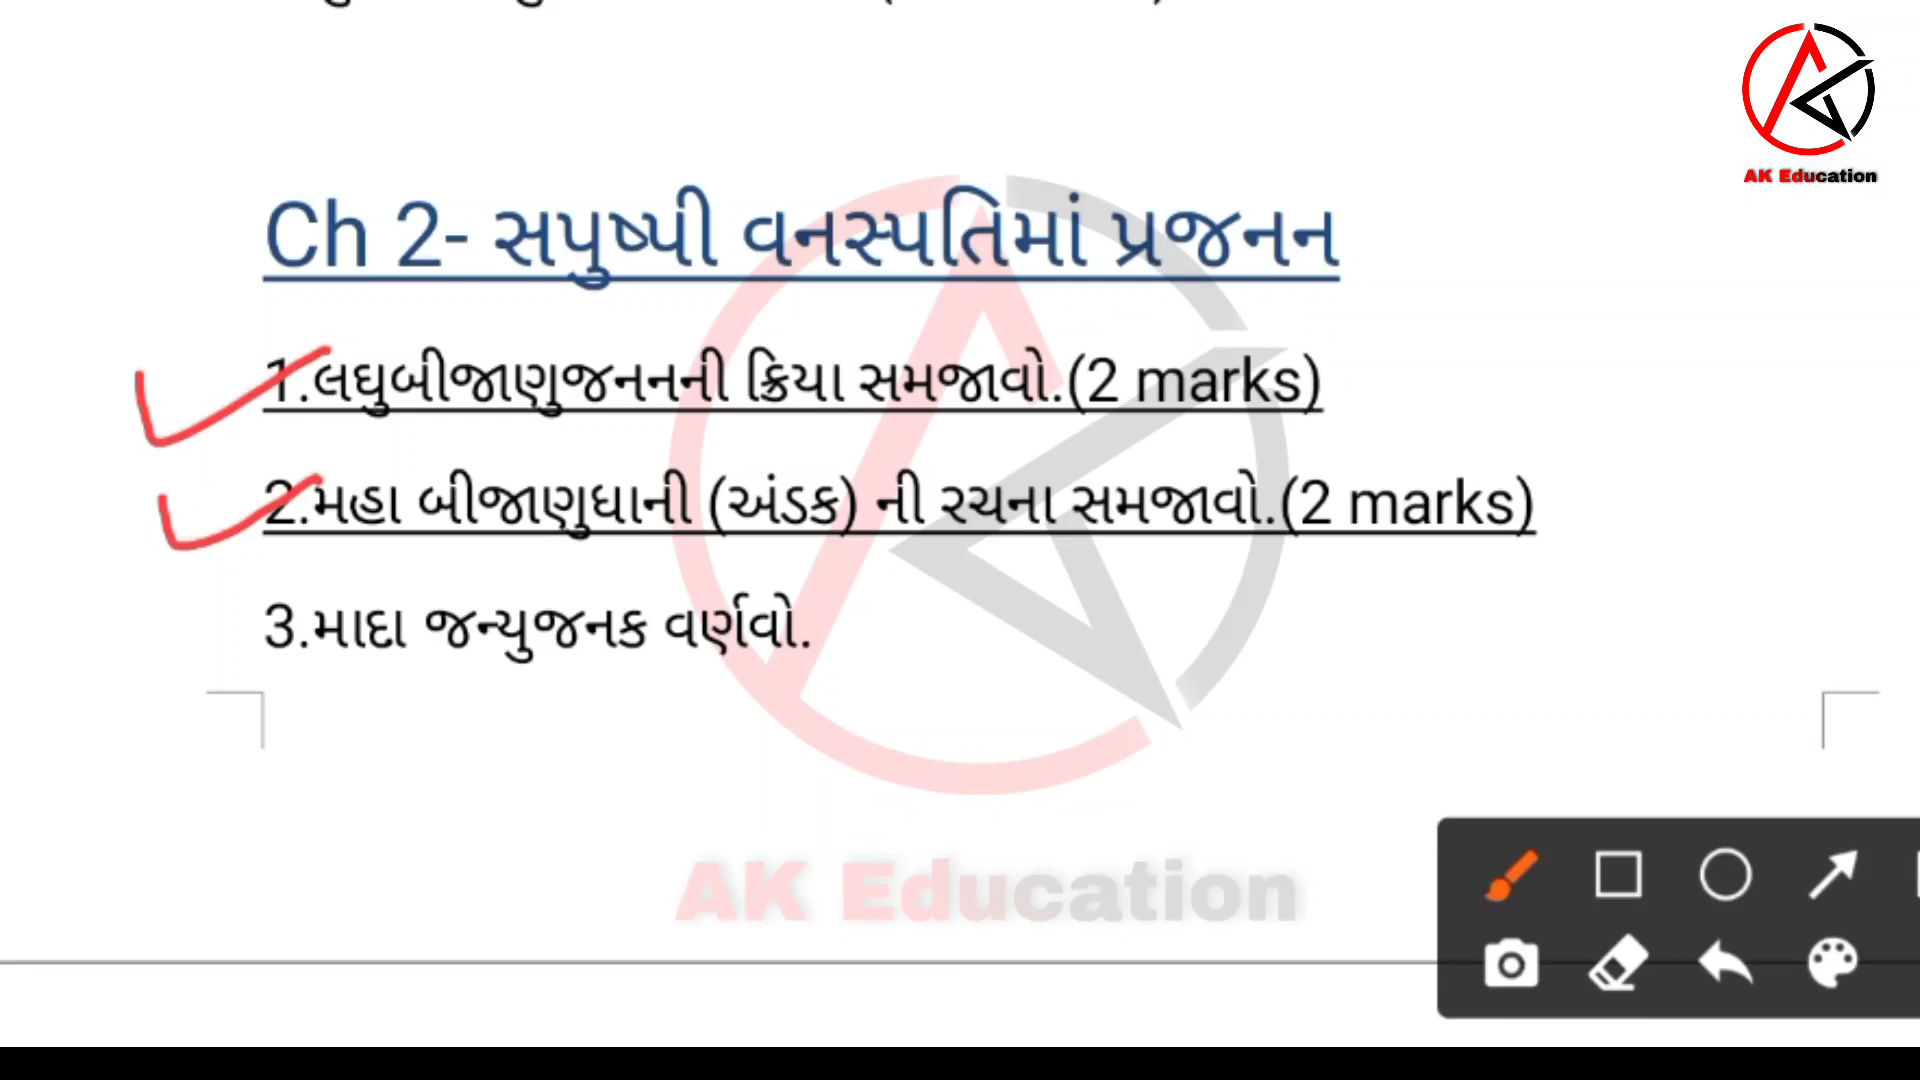 AK Education
Ch 2- સપુષ્પી વનસ્પતિમાં પ્રજનન
1.લઘુબીજાણુજનનની ક્રિયા સમજાવો.(2 marks)
2.મહા બીજાણુધાની (અંડક) ની રચના સમજાવો.(2 marks)
3.માદા જન્યુજનક વર્ણવો.
AK Education